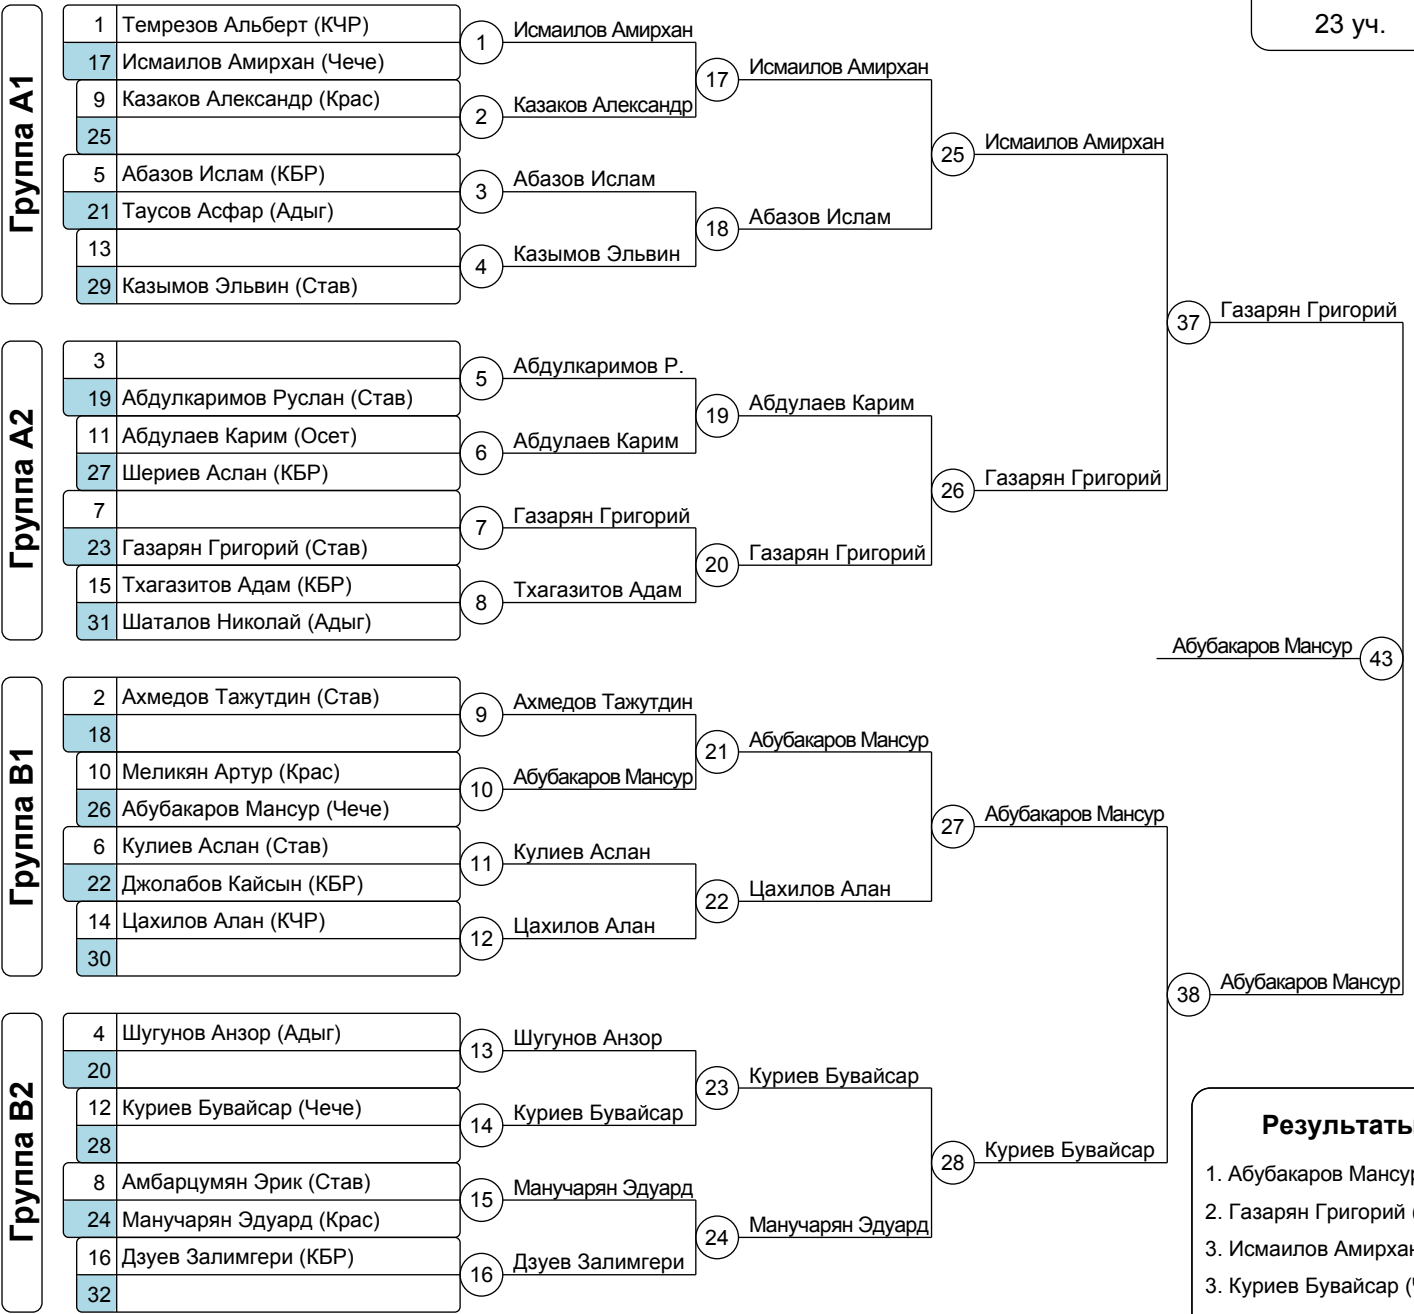 23 уч.
Группа A1
1 Темрезов Альберт (КЧР)
17 Исмаилов Амирхан (Чече)
9 Казаков Александр (Крас)
25
5 Абазов Ислам (КБР)
21 Таусов Асфар (Адыг)
13
29 Казымов Эльвин (Став)
Группа A2
3
19 Абдулкаримов Руслан (Став)
11 Абдулаев Карим (Осет)
27 Шериев Аслан (КБР)
7
23 Газарян Григорий (Став)
15 Тхагазитов Адам (КБР)
31 Шаталов Николай (Адыг)
Группа B1
2 Ахмедов Тажутдин (Став)
18
10 Меликян Артур (Крас)
26 Абубакаров Мансур (Чече)
6 Кулиев Аслан (Став)
22 Джолабов Кайсын (КБР)
14 Цахилов Алан (КЧР)
30
Группа B2
4 Шугунов Анзор (Адыг)
20
12 Куриев Бувайсар (Чече)
28
8 Амбарцумян Эрик (Став)
24 Манучарян Эдуард (Крас)
16 Дзуев Залимгери (КБР)
32
1 Исмаилов Амирхан
2 Казаков Александр
3 Абазов Ислам
4 Казымов Эльвин
5 Абдулкаримов Р.
6 Абдулаев Карим
7 Газарян Григорий
8 Тхагазитов Адам
9 Ахмедов Тажутдин
10 Абубакаров Мансур
11 Кулиев Аслан
12 Цахилов Алан
13 Шугунов Анзор
14 Куриев Бувайсар
15 Манучарян Эдуард
16 Дзуев Залимгери
17 Исмаилов Амирхан
18 Абазов Ислам
19 Абдулаев Карим
20 Газарян Григорий
21 Абубакаров Мансур
22 Цахилов Алан
23 Куриев Бувайсар
24 Манучарян Эдуард
25 Исмаилов Амирхан
26 Газарян Григорий
27 Абубакаров Мансур
28 Куриев Бувайсар
37 Газарян Григорий
38 Абубакаров Мансур
Абубакаров Мансур 43
Результаты
1. Абубакаров Мансур
2. Газарян Григорий (
3. Исмаилов Амирхан
3. Куриев Бувайсар (